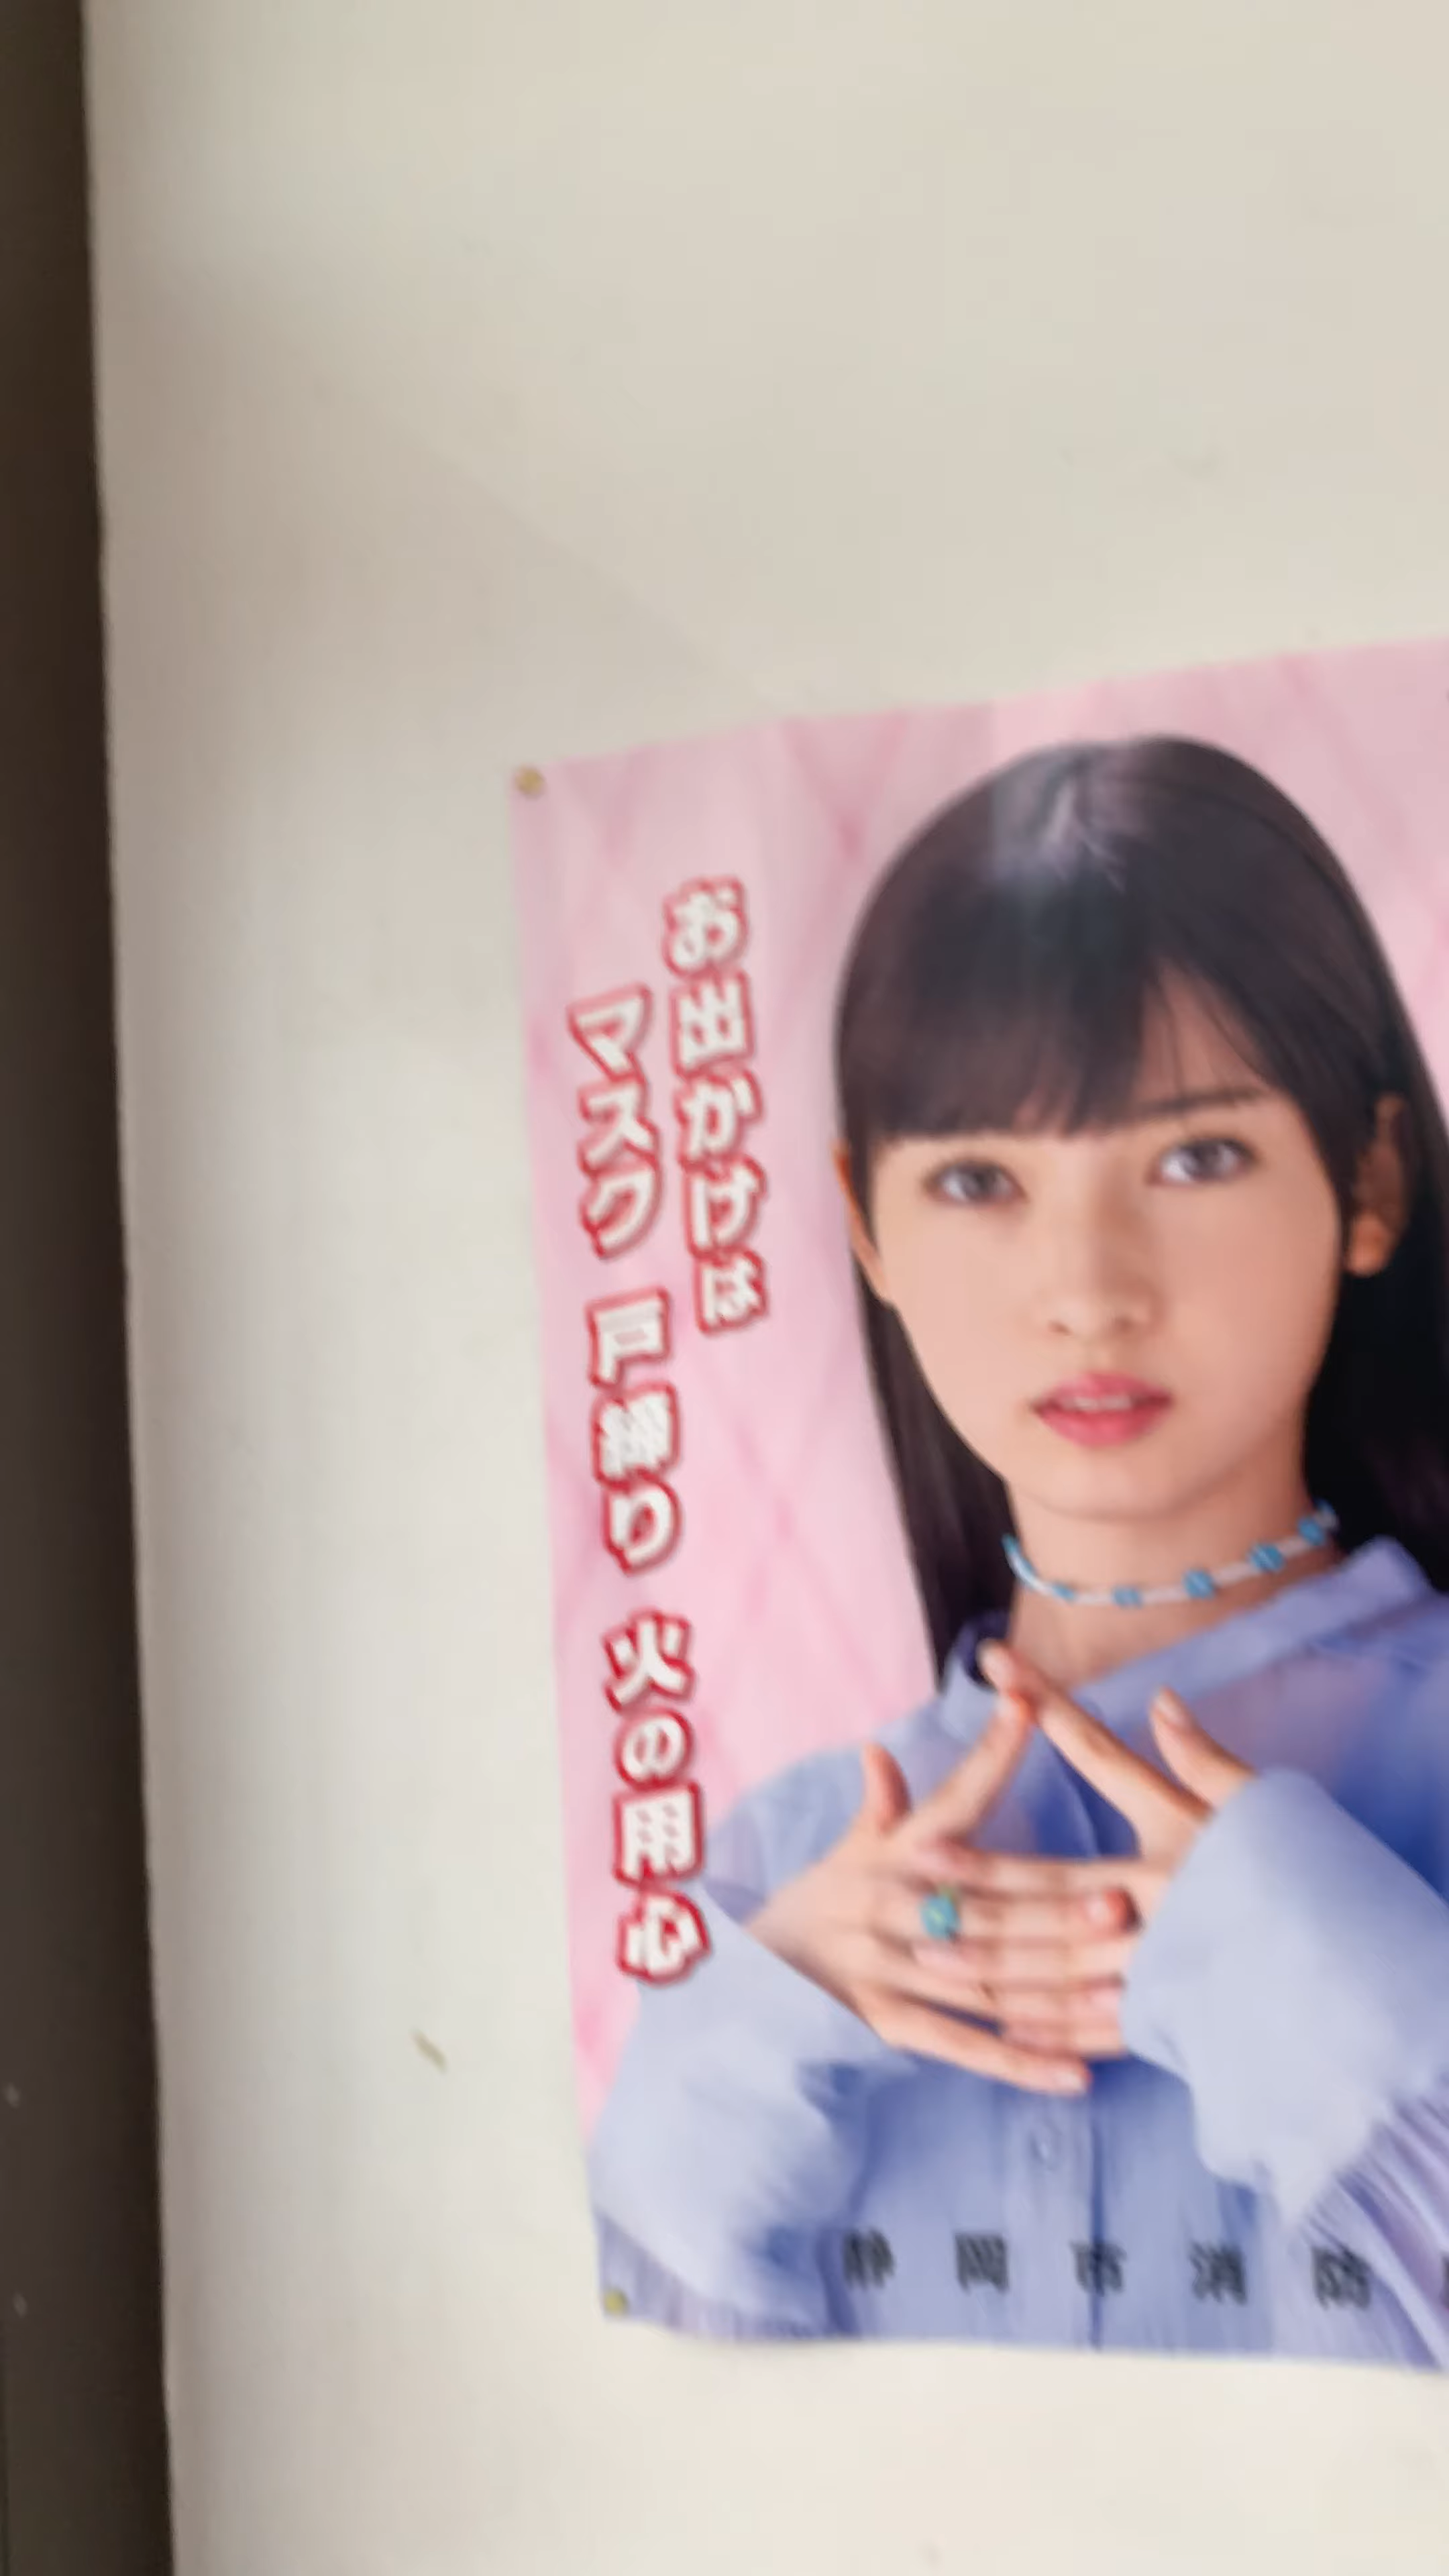 お出かけは
マスク 戸締り 火の用心
静岡市消防